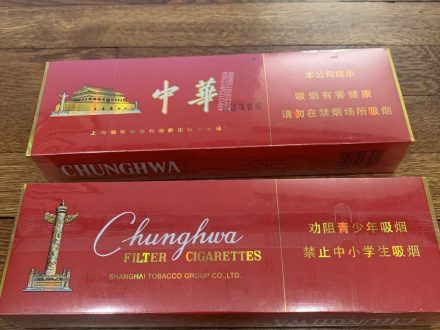 中華
本公司提示
吸烟有害健康
请勿在禁烟场所吸烟
CHUNGHWA
Chunghwa
FILTER CIGARETTES
SHANGHAI TOBACCO GROUP CO., LTD.
劝阻青少年吸烟
禁止中小学生吸烟